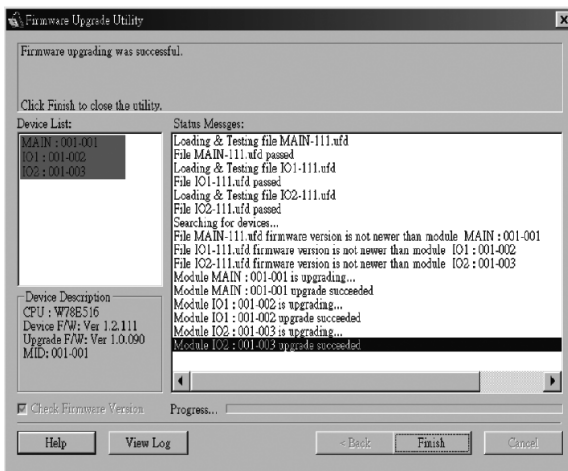 Firmware Upgrade Utility
Firmware upgrading was successful.
Click Finish to close the utility.
Device List:
MAIN : 001-001
IO1 : 001-002
IO2 : 001-003
Status Messges:
Loading & Testing file MAIN-111.ufd
File MAIN-111.ufd passed
Loading & Testing file IO1-111.ufd
File IO1-111.ufd passed
Loading & Testing file IO2-111.ufd
File IO2-111.ufd passed
Searching for devices...
File MAIN-111.ufd firmware version is not newer than module MAIN : 001-001
File IO1-111.ufd firmware version is not newer than module IO1 : 001-002
File IO2-111.ufd firmware version is not newer than module IO2 : 001-003
Module MAIN : 001-001 is upgrading...
Module MAIN : 001-001 upgrade succeeded
Module IO1 : 001-002 is upgrading...
Module IO1 : 001-002 upgrade succeeded
Module IO2 : 001-003 is upgrading...
Module IO2 : 001-003 upgrade succeeded
Device Description
CPU : W78E516
Device F/W: Ver 1.2.111
Upgrade F/W: Ver 1.0.090
MID: 001-001
Check Firmware Version
Progress...
Help
View Log
< Back
Finish
Cancel